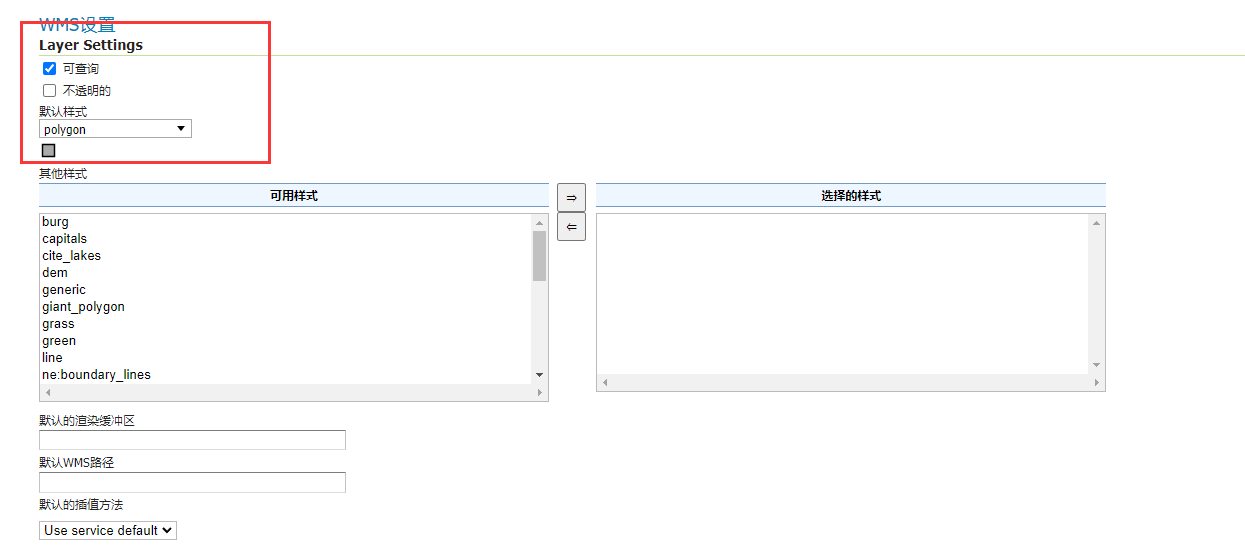 WMS设置
Layer Settings
可查询
不透明的
默认样式
polygon
其他样式
可用样式
⇒
选择的样式
⇐
burg
capitals
cite_lakes
dem
generic
giant_polygon
grass
green
line
ne:boundary_lines
默认的渲染缓冲区
默认WMS路径
默认的插值方法
Use service default